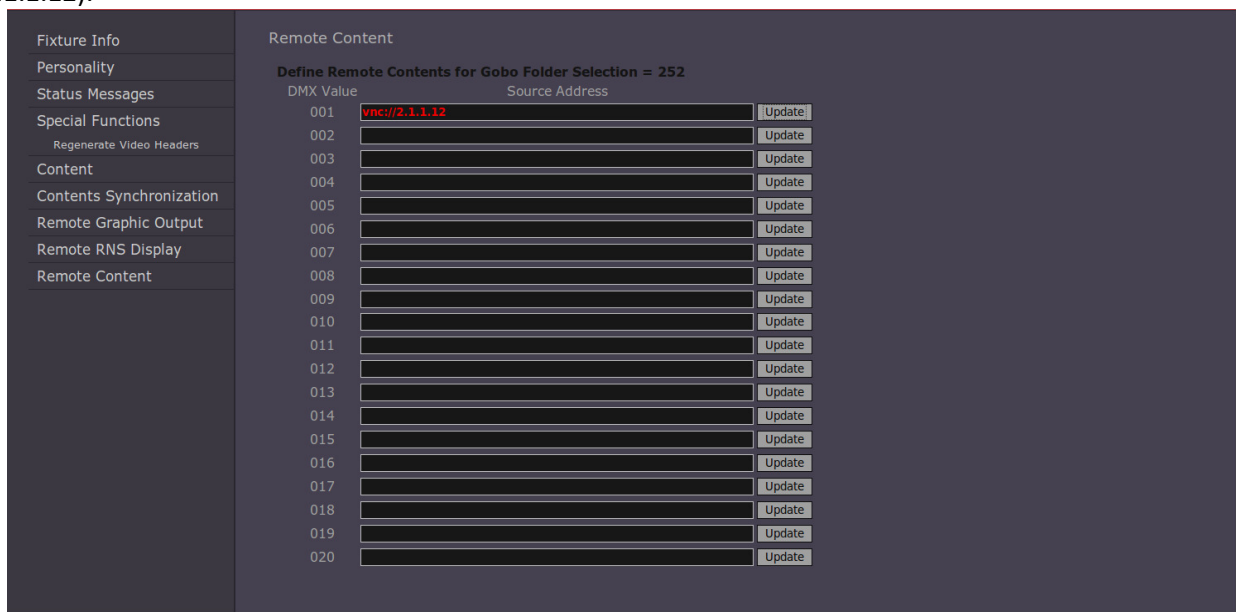 Fixture Info
Personality
Status Messages
Special Functions
Regenerate Video Headers
Content
Contents Synchronization
Remote Graphic Output
Remote RNS Display
Remote Content
Remote Content
Define Remote Contents for Gobo Folder Selection = 252
DMX Value Source Address
001 vnc://2.1.1.12 Update
002 Update
003 Update
004 Update
005 Update
006 Update
007 Update
008 Update
009 Update
010 Update
011 Update
012 Update
013 Update
014 Update
015 Update
016 Update
017 Update
018 Update
019 Update
020 Update